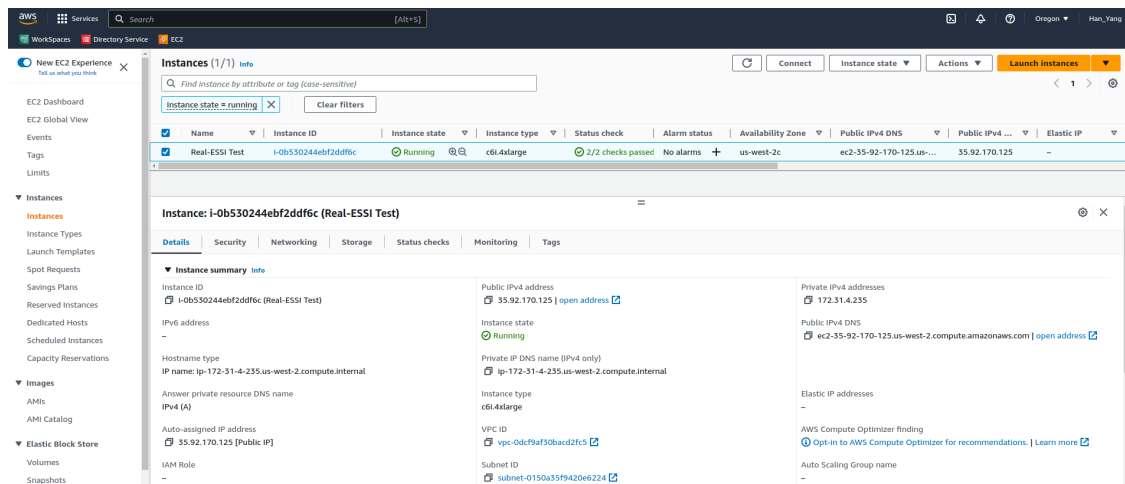 aws Services Search [Alt+S] Oregon ▼ Han_Yang
WorkSpaces Directory Service EC2
New EC2 Experience
Tell us what you think
EC2 Dashboard
EC2 Global View
Events
Tags
Limits
▼ Instances
Instances
Instance Types
Launch Templates
Spot Requests
Savings Plans
Reserved Instances
Dedicated Hosts
Scheduled Instances
Capacity Reservations
▼ Images
AMIs
AMI Catalog
▼ Elastic Block Store
Volumes
Snapshots
Instances (1/1) Info
Connect Instance state ▼ Actions ▼ Launch instances ▼
Find instance by attribute or tag (case-sensitive)
< 1 >
Instance state = running Clear filters
Name Instance ID Instance state Instance type Status check Alarm status Availability Zone Public IPv4 DNS Public IPv4 ... Elastic IP
Real-ESSI Test i-0b530244ebf2ddf6c Running c6i.4xlarge 2/2 checks passed No alarms + us-west-2c ec2-35-92-170-125.us-... 35.92.170.125 –
Instance: i-0b530244ebf2ddf6c (Real-ESSI Test)
Details Security Networking Storage Status checks Monitoring Tags
▼ Instance summary Info
Instance ID
i-0b530244ebf2ddf6c (Real-ESSI Test)
Public IPv4 address
35.92.170.125 | open address
Private IPv4 addresses
172.31.4.235
IPv6 address
–
Instance state
Running
Public IPv4 DNS
ec2-35-92-170-125.us-west-2.compute.amazonaws.com | open address
Hostname type
IP name: ip-172-31-4-235.us-west-2.compute.internal
Private IP DNS name (IPv4 only)
ip-172-31-4-235.us-west-2.compute.internal
Answer private resource DNS name
IPv4 (A)
Instance type
c6i.4xlarge
Elastic IP addresses
–
Auto-assigned IP address
35.92.170.125 [Public IP]
VPC ID
vpc-0dcf9af30bacd2fc5
AWS Compute Optimizer finding
Opt-in to AWS Compute Optimizer for recommendations. | Learn more
IAM Role
–
Subnet ID
subnet-0150a35f9420e6224
Auto Scaling Group name
–